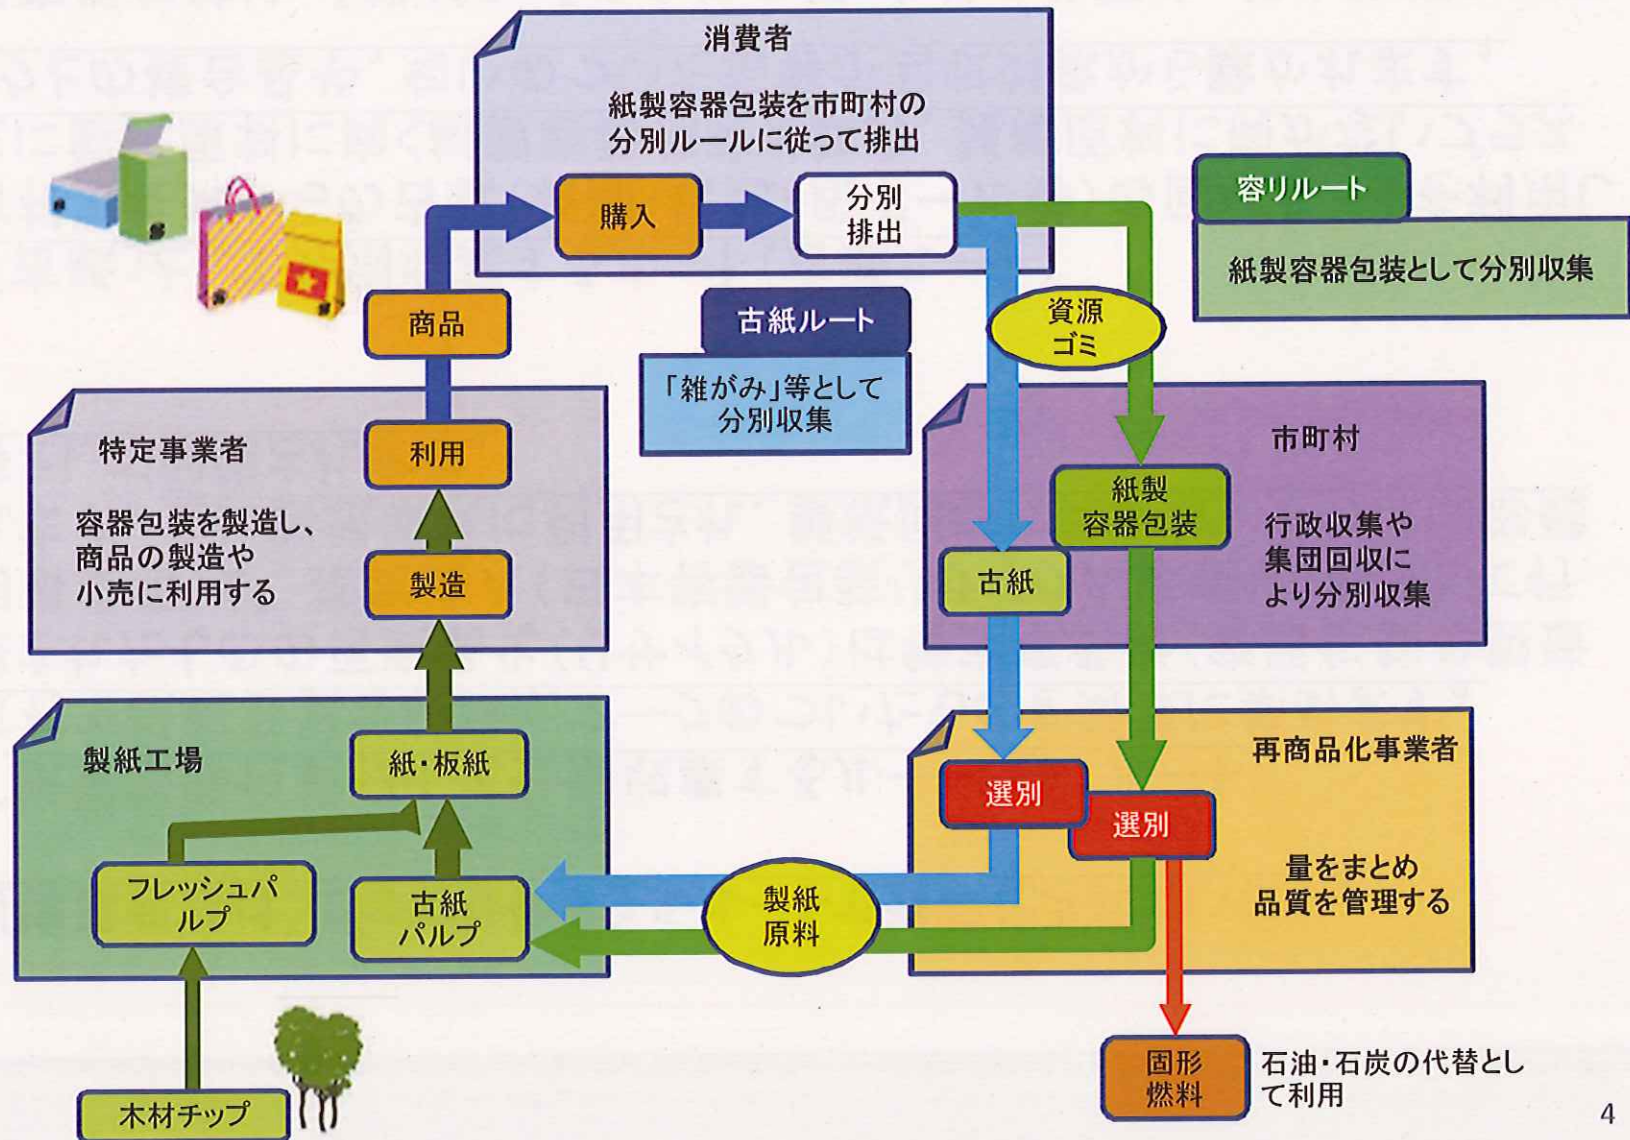 消費者
紙製容器包装を市町村の
分別ルールに従って排出
購入
分別
排出
容リルート
紙製容器包装として分別収集
商品
古紙ルート
「雑がみ」等として
分別収集
資源
ゴミ
特定事業者
容器包装を製造し、
商品の製造や
小売に利用する
利用
製造
市町村
行政収集や
集団回収に
より分別収集
紙製
容器包装
古紙
製紙工場
紙・板紙
フレッシュパ
ルプ
古紙
パルプ
製紙
原料
再商品化事業者
選別
選別
量をまとめ
品質を管理する
木材チップ
固形
燃料
石油・石炭の代替とし
て利用
4